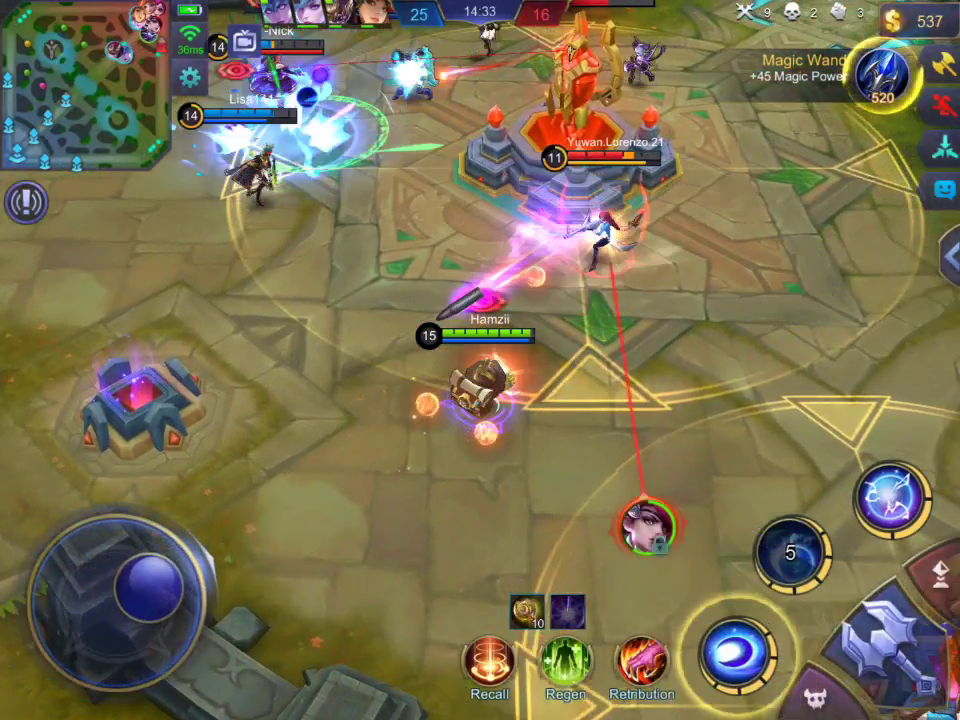 25
14:33
16
9
2
3
537
36ms
14
-Nick
Magic Wand
+45 Magic Power
520
Lisa141
14
Yuwan.Lorenzo.21
11
Hamzii
15
5
10
Recall
Regen
Retribution